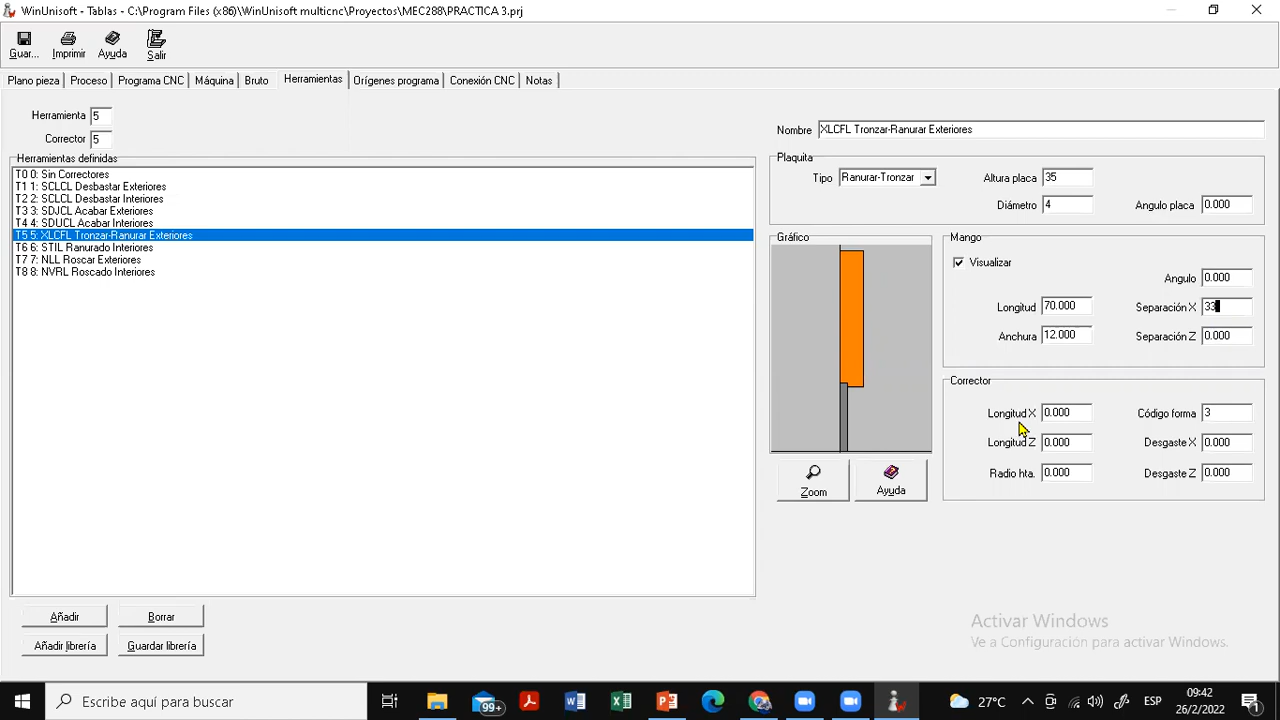 WinUnisoft - Tablas - C:\Program Files (x86)\WinUnisoft multicnc\Proyectos\MEC288\PRACTICA 3.prj
Guar... Imprimir Ayuda Salir
Plano pieza Proceso Programa CNC Máquina Bruto Herramientas Orígenes programa Conexión CNC Notas
Herramienta 5
Corrector 5
Nombre XLCFL Tronzar-Ranurar Exteriores
Herramientas definidas
T0 0: Sin Correctores
T1 1: SCLCL Desbastar Exteriores
T2 2: SCLCL Desbastar Interiores
T3 3: SDJCL Acabar Exteriores
T4 4: SDUCL Acabar Interiores
T5 5: XLCFL Tronzar-Ranurar Exteriores
T6 6: STIL Ranurado Interiores
T7 7: NLL Roscar Exteriores
T8 8: NVRL Roscado Interiores
Plaquita
Tipo Ranurar-Tronzar Altura placa 35
Diámetro 4 Angulo placa 0.000
Gráfico
Mango
Visualizar
Angulo 0.000
Longitud 70.000 Separación X 33
Anchura 12.000 Separación Z 0.000
Corrector
Longitud X 0.000 Código forma 3
Longitud Z 0.000 Desgaste X 0.000
Radio hta. 0.000 Desgaste Z 0.000
Zoom Ayuda
Añadir Borrar
Añadir librería Guardar librería
Activar Windows
Ve a Configuración para activar Windows.
Escribe aquí para buscar
99+
27°C
ESP
09:42
26/2/2022
1